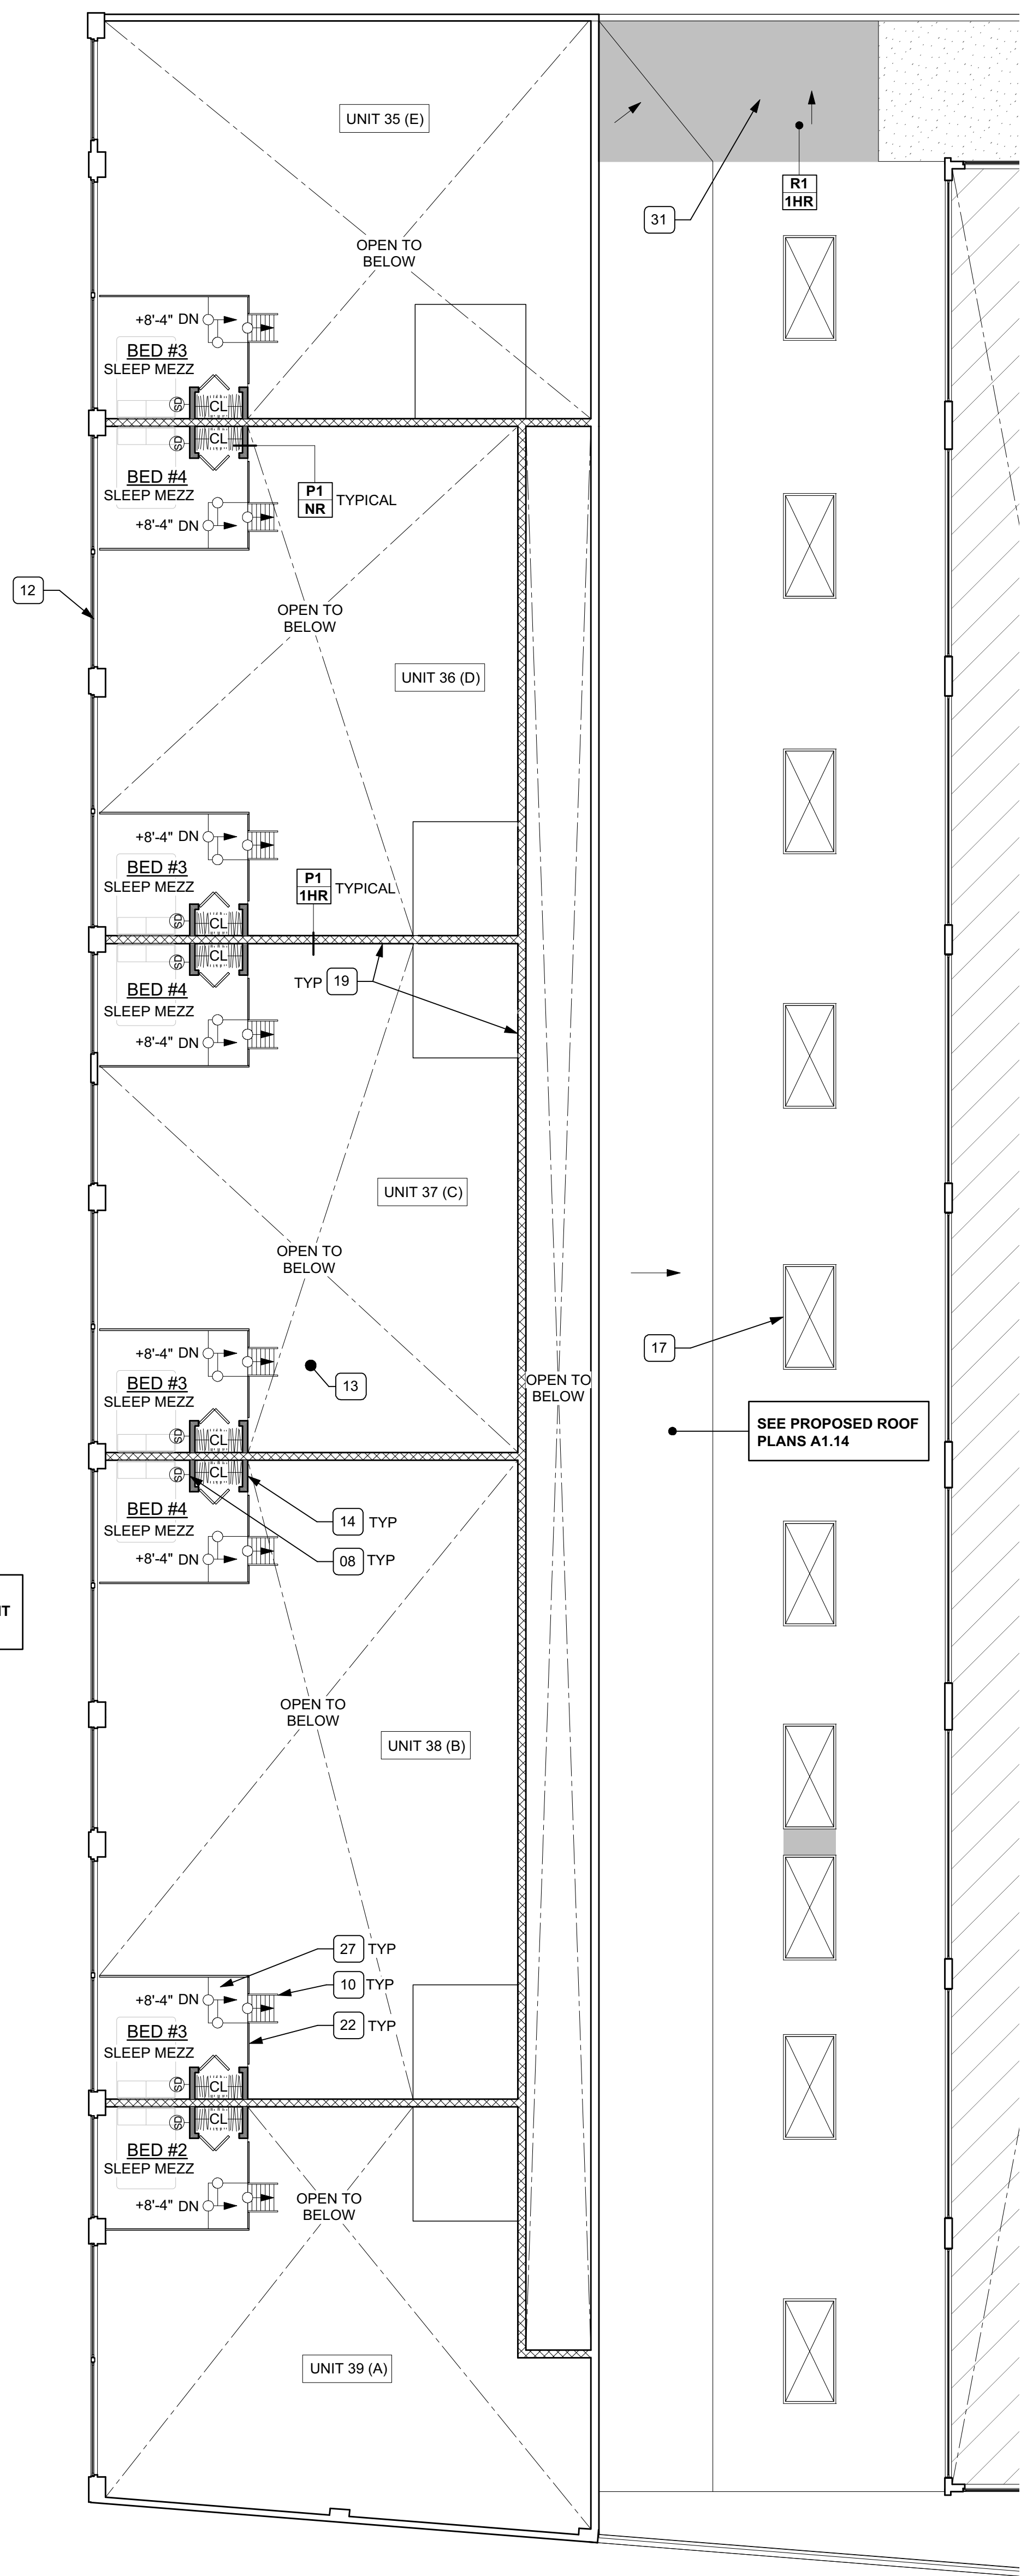 UNIT 35 (E)
31
R1
1HR
OPEN TO
BELOW
+8'-4" DN
BED #3
SLEEP MEZZ
SD
CL
SD
CL
BED #4
SLEEP MEZZ
+8'-4" DN
P1
NR
TYPICAL
12
OPEN TO
BELOW
UNIT 36 (D)
+8'-4" DN
BED #3
SLEEP MEZZ
SD
CL
P1
1HR
TYPICAL
SD
CL
BED #4
SLEEP MEZZ
+8'-4" DN
TYP 19
UNIT 37 (C)
OPEN TO
BELOW
17
+8'-4" DN
BED #3
SLEEP MEZZ
SD
CL
13
OPEN TO
BELOW
SEE PROPOSED ROOF
PLANS A1.14
SD
CL
BED #4
SLEEP MEZZ
+8'-4" DN
14 TYP
08 TYP
OPEN TO
BELOW
UNIT 38 (B)
27 TYP
10 TYP
22 TYP
+8'-4" DN
BED #3
SLEEP MEZZ
SD
CL
SD
CL
BED #2
SLEEP MEZZ
+8'-4" DN
OPEN TO
BELOW
UNIT 39 (A)